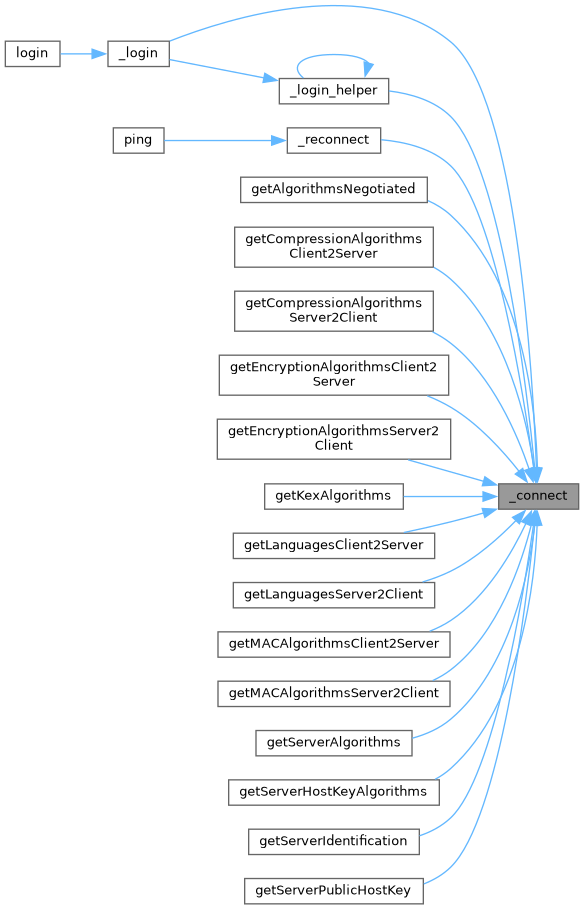 login
_login
_login_helper
ping
_reconnect
getAlgorithmsNegotiated
getCompressionAlgorithms
Client2Server
getCompressionAlgorithms
Server2Client
getEncryptionAlgorithmsClient2
Server
getEncryptionAlgorithmsServer2
Client
_connect
getKexAlgorithms
getLanguagesClient2Server
getLanguagesServer2Client
getMACAlgorithmsClient2Server
getMACAlgorithmsServer2Client
getServerAlgorithms
getServerHostKeyAlgorithms
getServerIdentification
getServerPublicHostKey